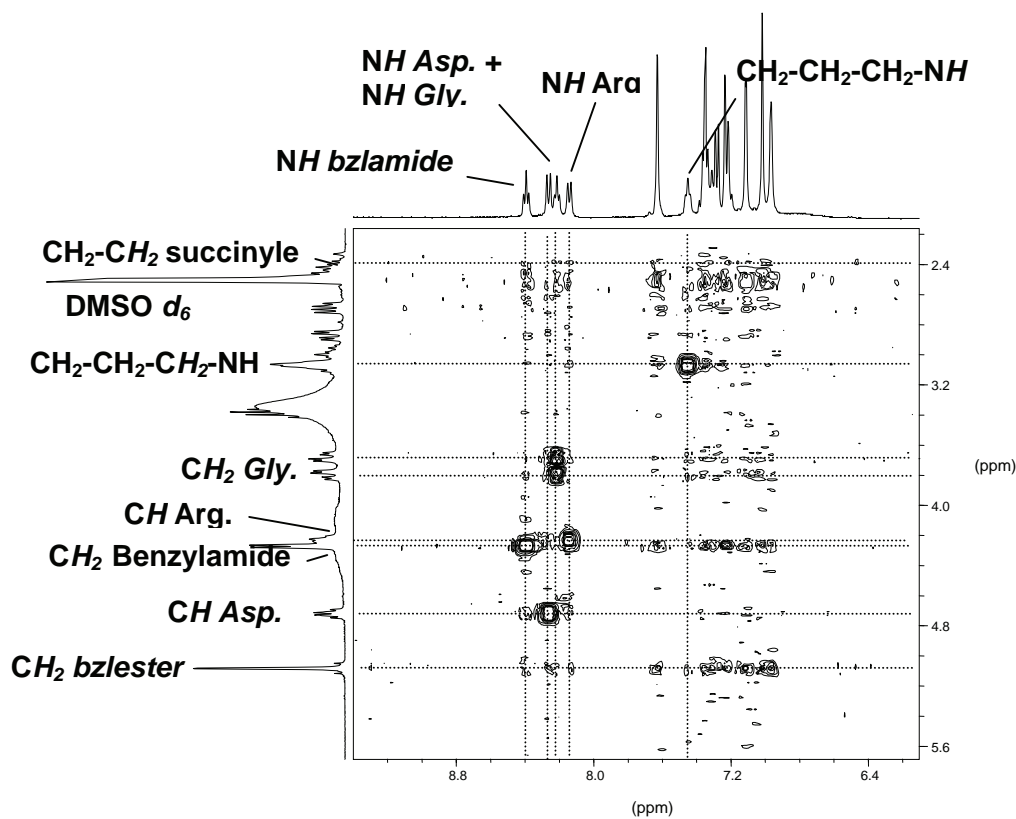 NH Asp. +
NH Gly.
NH Arg
CH₂-CH₂-CH₂-NH
NH bzlamide
CH₂-CH₂ succinyle
DMSO d₆
CH₂-CH₂-CH₂-NH
CH₂ Gly.
CH Arg.
CH₂ Benzylamide
CH Asp.
CH₂ bzlester
2.4
3.2
4.0
4.8
5.6
(ppm)
8.8
8.0
7.2
6.4
(ppm)